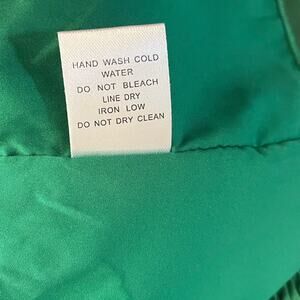 HAND WASH COLD
WATER
DO NOT BLEACH
LINE DRY
IRON LOW
DO NOT DRY CLEAN